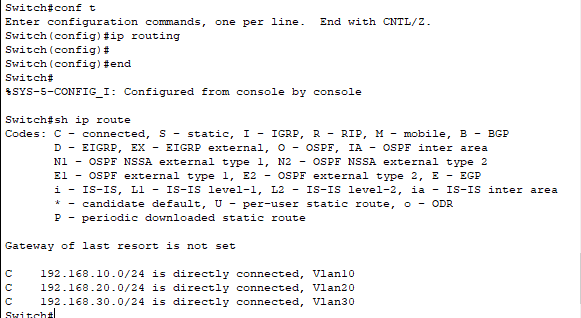 Switch#conf t
Enter configuration commands, one per line.  End with CNTL/Z.
Switch(config)#ip routing
Switch(config)#
Switch(config)#end
Switch#
%SYS-5-CONFIG_I: Configured from console by console

Switch#sh ip route
Codes: C - connected, S - static, I - IGRP, R - RIP, M - mobile, B - BGP
       D - EIGRP, EX - EIGRP external, O - OSPF, IA - OSPF inter area
       N1 - OSPF NSSA external type 1, N2 - OSPF NSSA external type 2
       E1 - OSPF external type 1, E2 - OSPF external type 2, E - EGP
       i - IS-IS, L1 - IS-IS level-1, L2 - IS-IS level-2, ia - IS-IS inter area
       * - candidate default, U - per-user static route, o - ODR
       P - periodic downloaded static route

Gateway of last resort is not set

C    192.168.10.0/24 is directly connected, Vlan10
C    192.168.20.0/24 is directly connected, Vlan20
C    192.168.30.0/24 is directly connected, Vlan30
Switch#